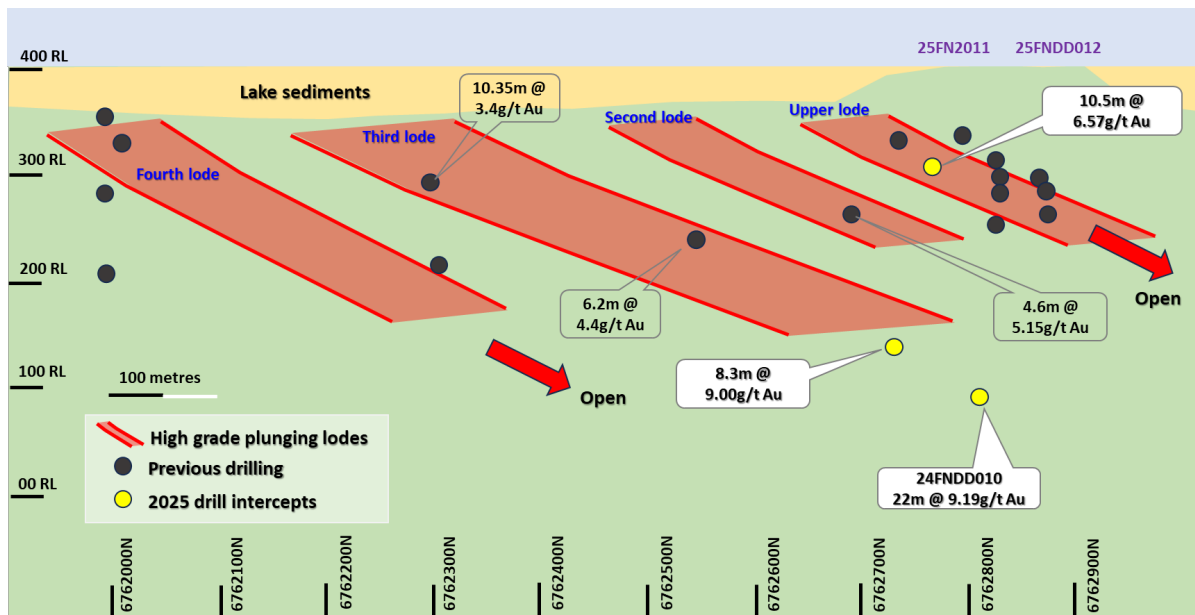 25FN2011
25FNDD012
400 RL
Lake sediments
10.35m @
3.4g/t Au
10.5m @
6.57g/t Au
Upper lode
Second lode
Third lode
Fourth lode
300 RL
200 RL
6.2m @
4.4g/t Au
4.6m @
5.15g/t Au
Open
8.3m @
9.00g/t Au
100 RL
100 metres
Open
High grade plunging lodes
Previous drilling
2025 drill intercepts
24FNDD010
22m @ 9.19g/t Au
00 RL
6762000N
6762100N
6762200N
6762300N
6762400N
6762500N
6762600N
6762700N
6762800N
6762900N